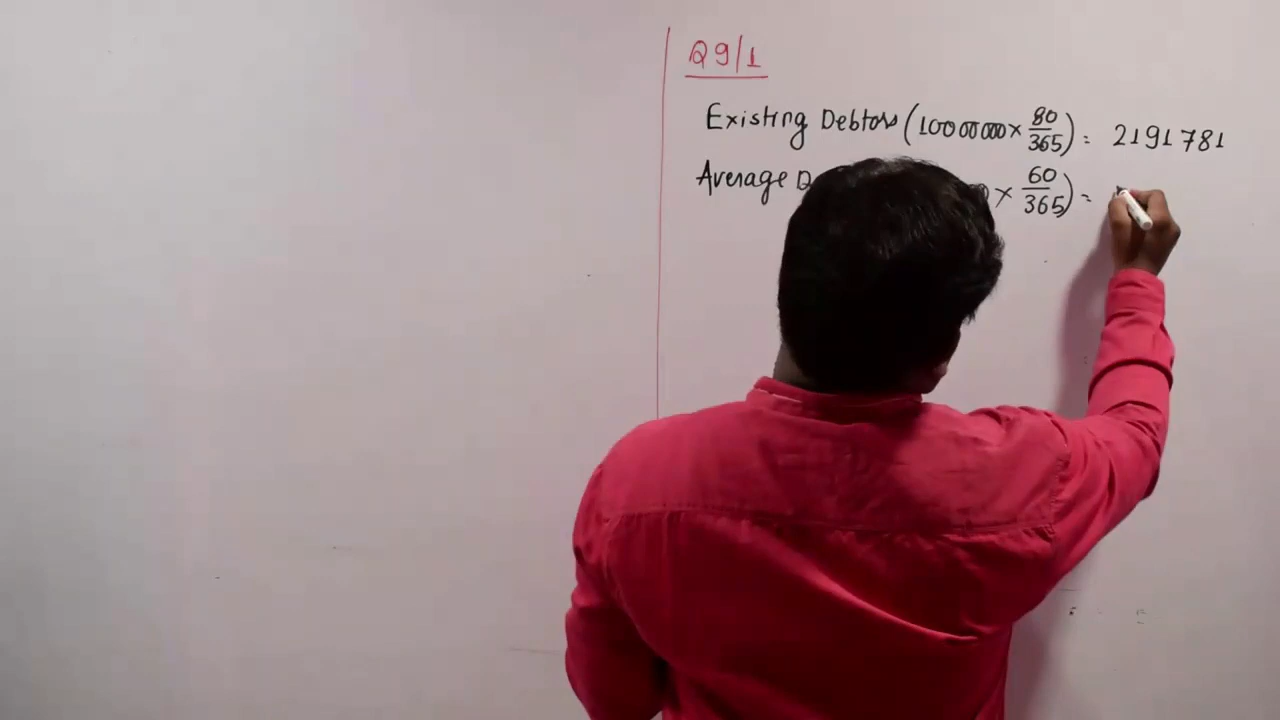 Q9/1
Existing Debtors (10000000 × 80/365) = 2191781
Average × 60/365) =